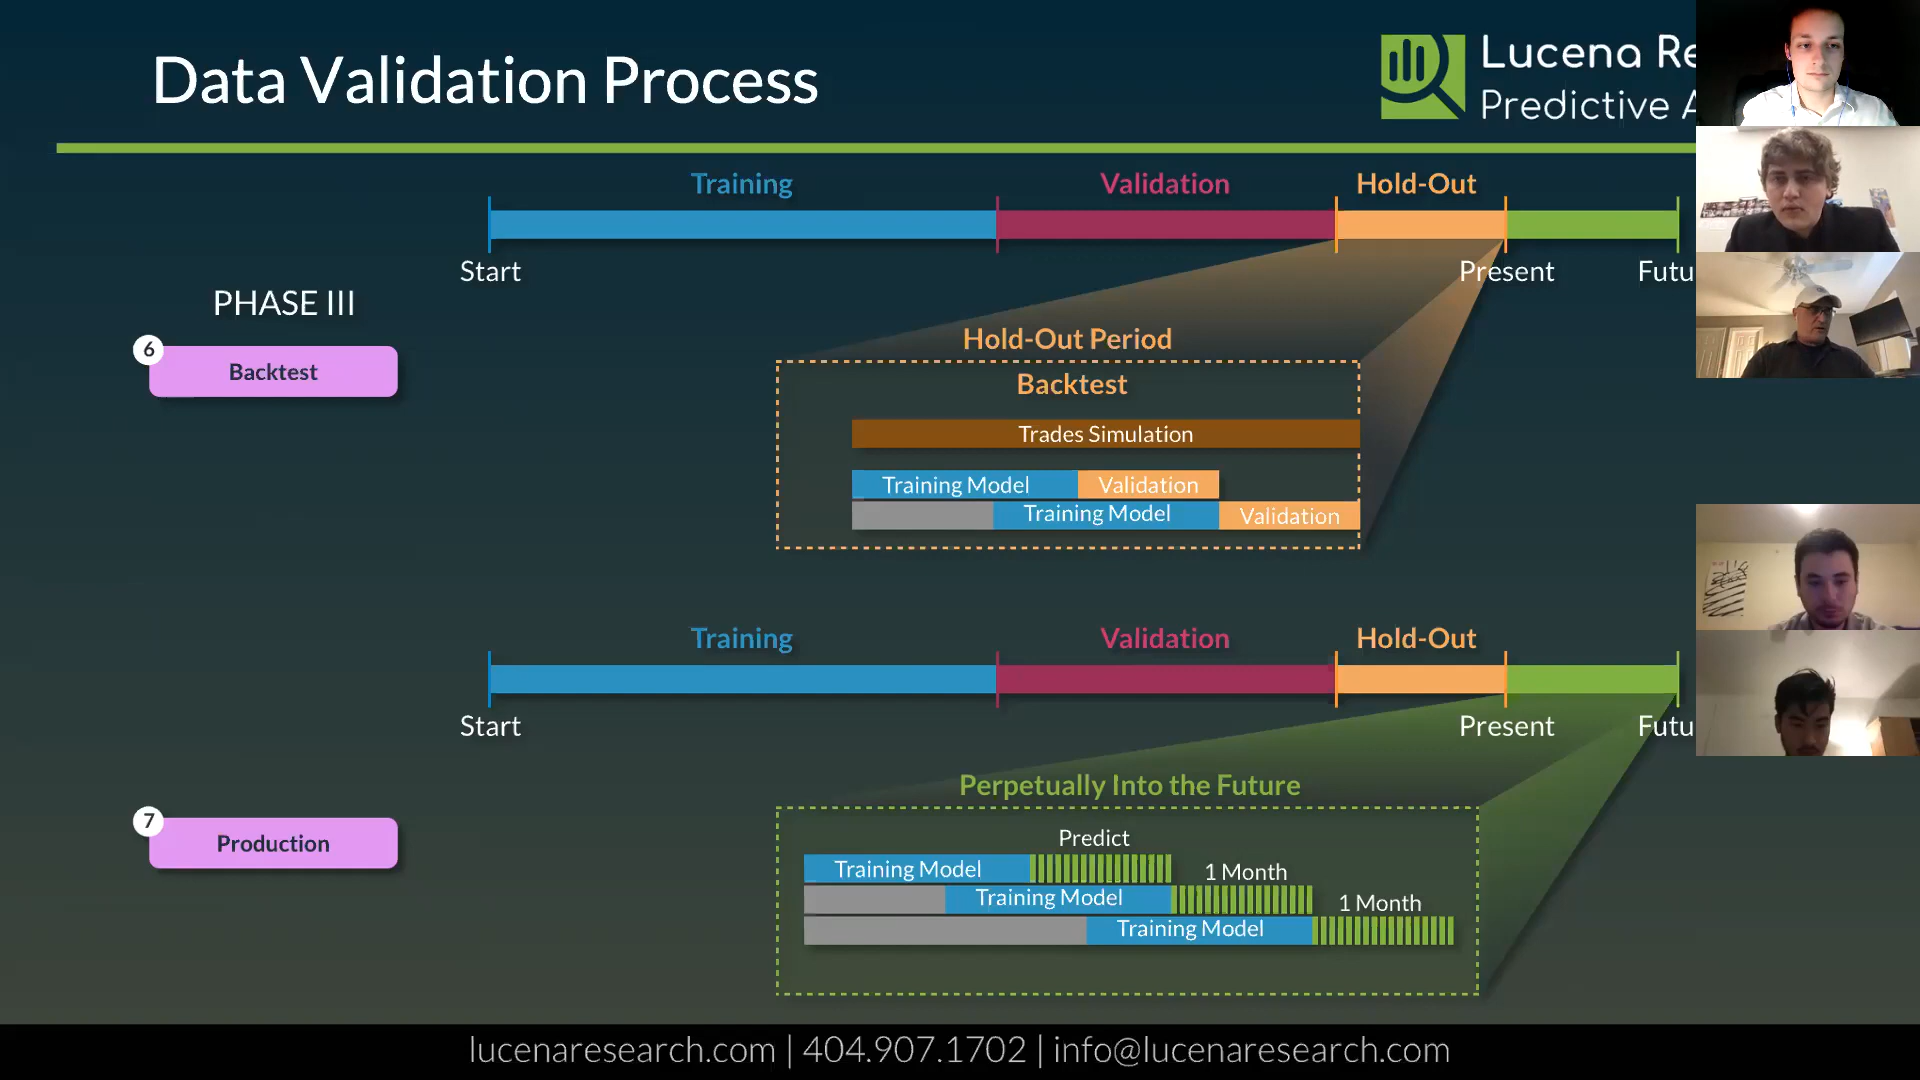 Data Validation Process
Lucena Re
Predictive A
Training
Validation
Hold-Out
Start
Present
Futu
PHASE III
6
Backtest
Hold-Out Period
Backtest
Trades Simulation
Training Model
Validation
Training Model
Validation
Training
Validation
Hold-Out
Start
Present
Futu
7
Production
Perpetually Into the Future
Predict
Training Model
1 Month
Training Model
1 Month
Training Model
lucenaresearch.com | 404.907.1702 | info@lucenaresearch.com